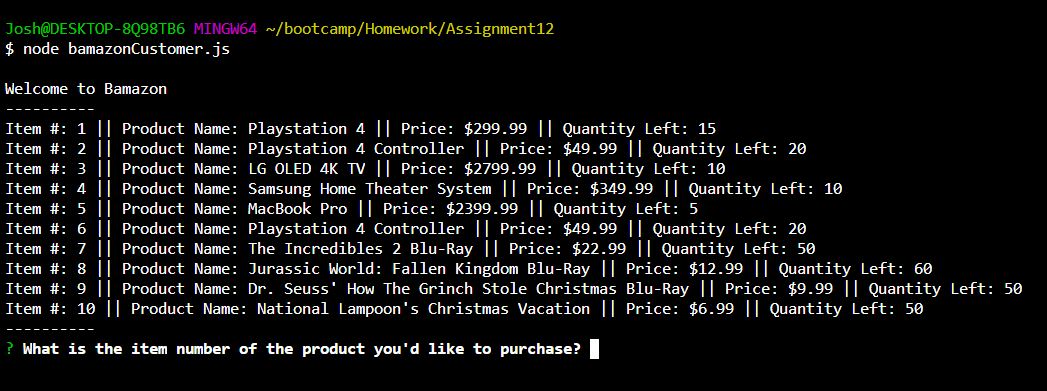 Josh@DESKTOP-8Q98TB6 MINGW64 ~/bootcamp/Homework/Assignment12
$ node bamazonCustomer.js
Welcome to Bamazon
----------
Item #: 1 || Product Name: Playstation 4 || Price: $299.99 || Quantity Left: 15
Item #: 2 || Product Name: Playstation 4 Controller || Price: $49.99 || Quantity Left: 20
Item #: 3 || Product Name: LG OLED 4K TV || Price: $2799.99 || Quantity Left: 10
Item #: 4 || Product Name: Samsung Home Theater System || Price: $349.99 || Quantity Left: 10
Item #: 5 || Product Name: MacBook Pro || Price: $2399.99 || Quantity Left: 5
Item #: 6 || Product Name: Playstation 4 Controller || Price: $49.99 || Quantity Left: 20
Item #: 7 || Product Name: The Incredibles 2 Blu-Ray || Price: $22.99 || Quantity Left: 50
Item #: 8 || Product Name: Jurassic World: Fallen Kingdom Blu-Ray || Price: $12.99 || Quantity Left: 60
Item #: 9 || Product Name: Dr. Seuss' How The Grinch Stole Christmas Blu-Ray || Price: $9.99 || Quantity Left: 50
Item #: 10 || Product Name: National Lampoon's Christmas Vacation || Price: $6.99 || Quantity Left: 50
----------
? What is the item number of the product you'd like to purchase?